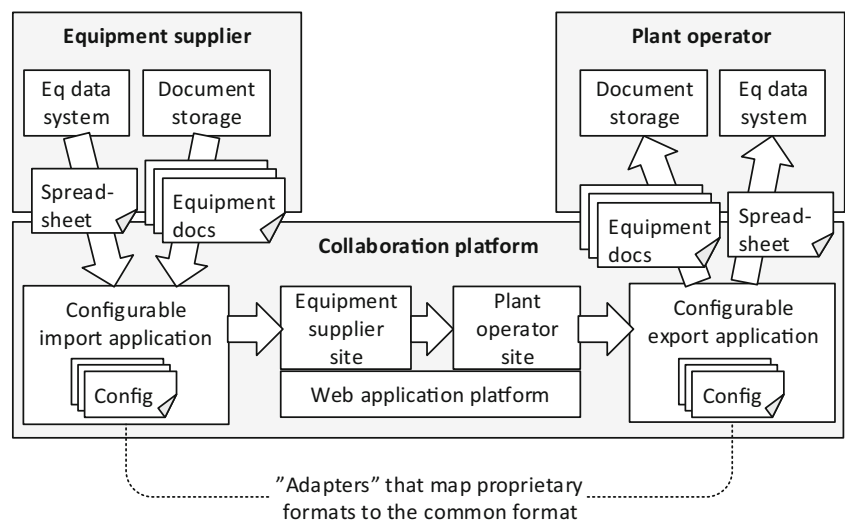 Equipment supplier
Eq data
system
Document
storage
Spread-
sheet
Equipment
docs
Plant operator
Document
storage
Eq data
system
Equipment
docs
Spread-
sheet
Collaboration platform
Configurable
import application
Config
Equipment
supplier
site
Plant
operator
site
Web application platform
Configurable
export application
Config
”Adapters” that map proprietary
formats to the common format